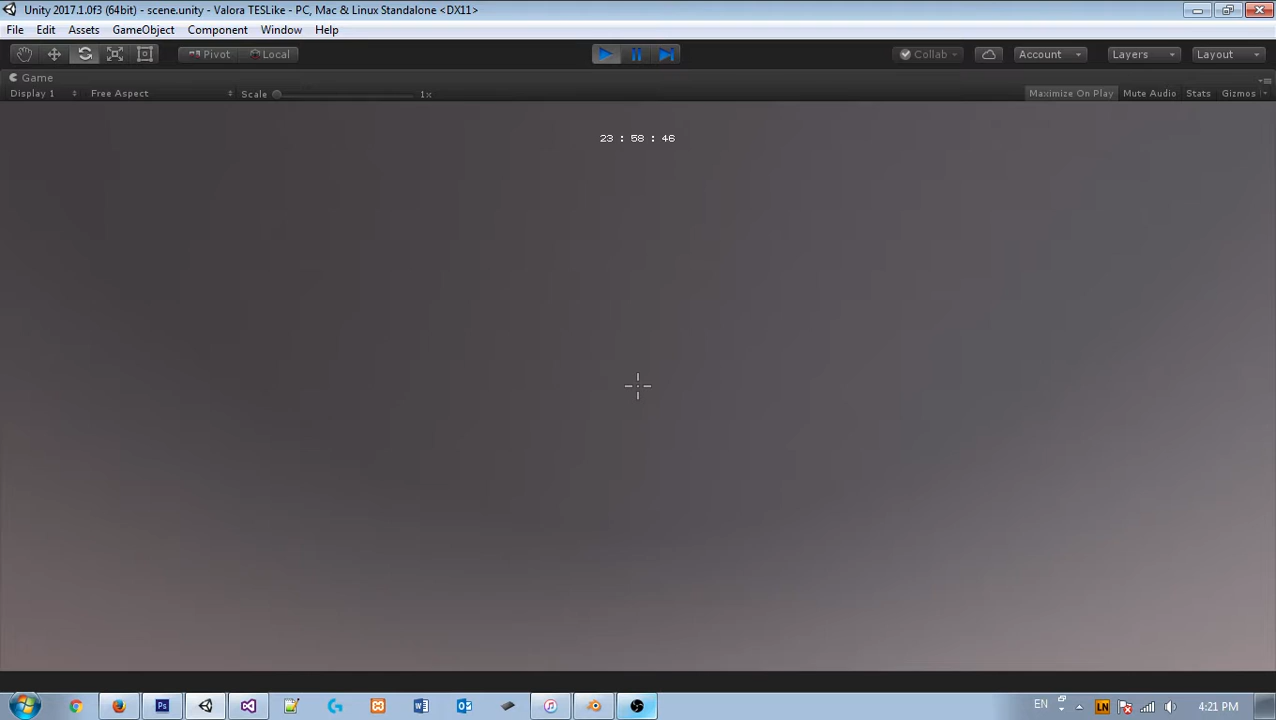 Unity 2017.1.0f3 (64bit) - scene.unity - Valora TESLike - PC, Mac & Linux Standalone <DX11>
File Edit Assets GameObject Component Window Help
Pivot Local Collab Account Layers Layout
Game
Display 1 Free Aspect Scale 1x Maximize On Play Mute Audio Stats Gizmos
23 : 58 : 46
EN LN 4:21 PM